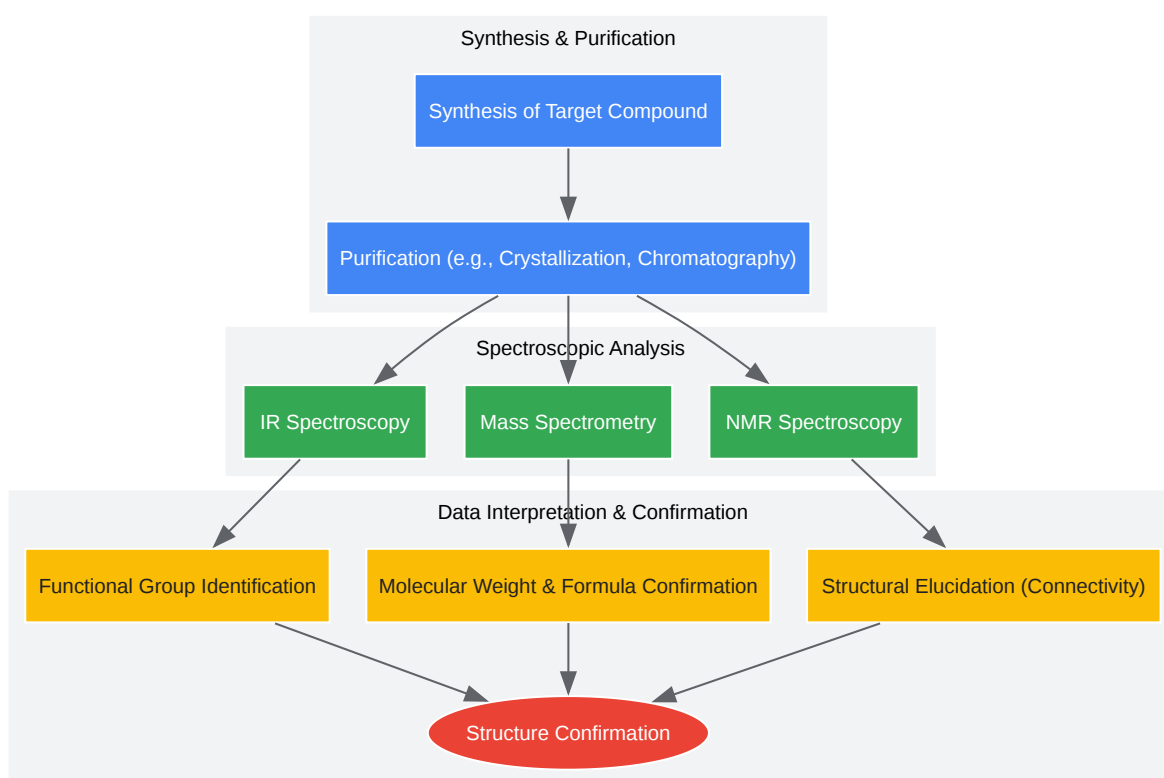 Synthesis & Purification
Synthesis of Target Compound
Purification (e.g., Crystallization, Chromatography)
Spectroscopic Analysis
IR Spectroscopy
Mass Spectrometry
NMR Spectroscopy
Data Interpretation & Confirmation
Functional Group Identification
Molecular Weight & Formula Confirmation
Structural Elucidation (Connectivity)
Structure Confirmation